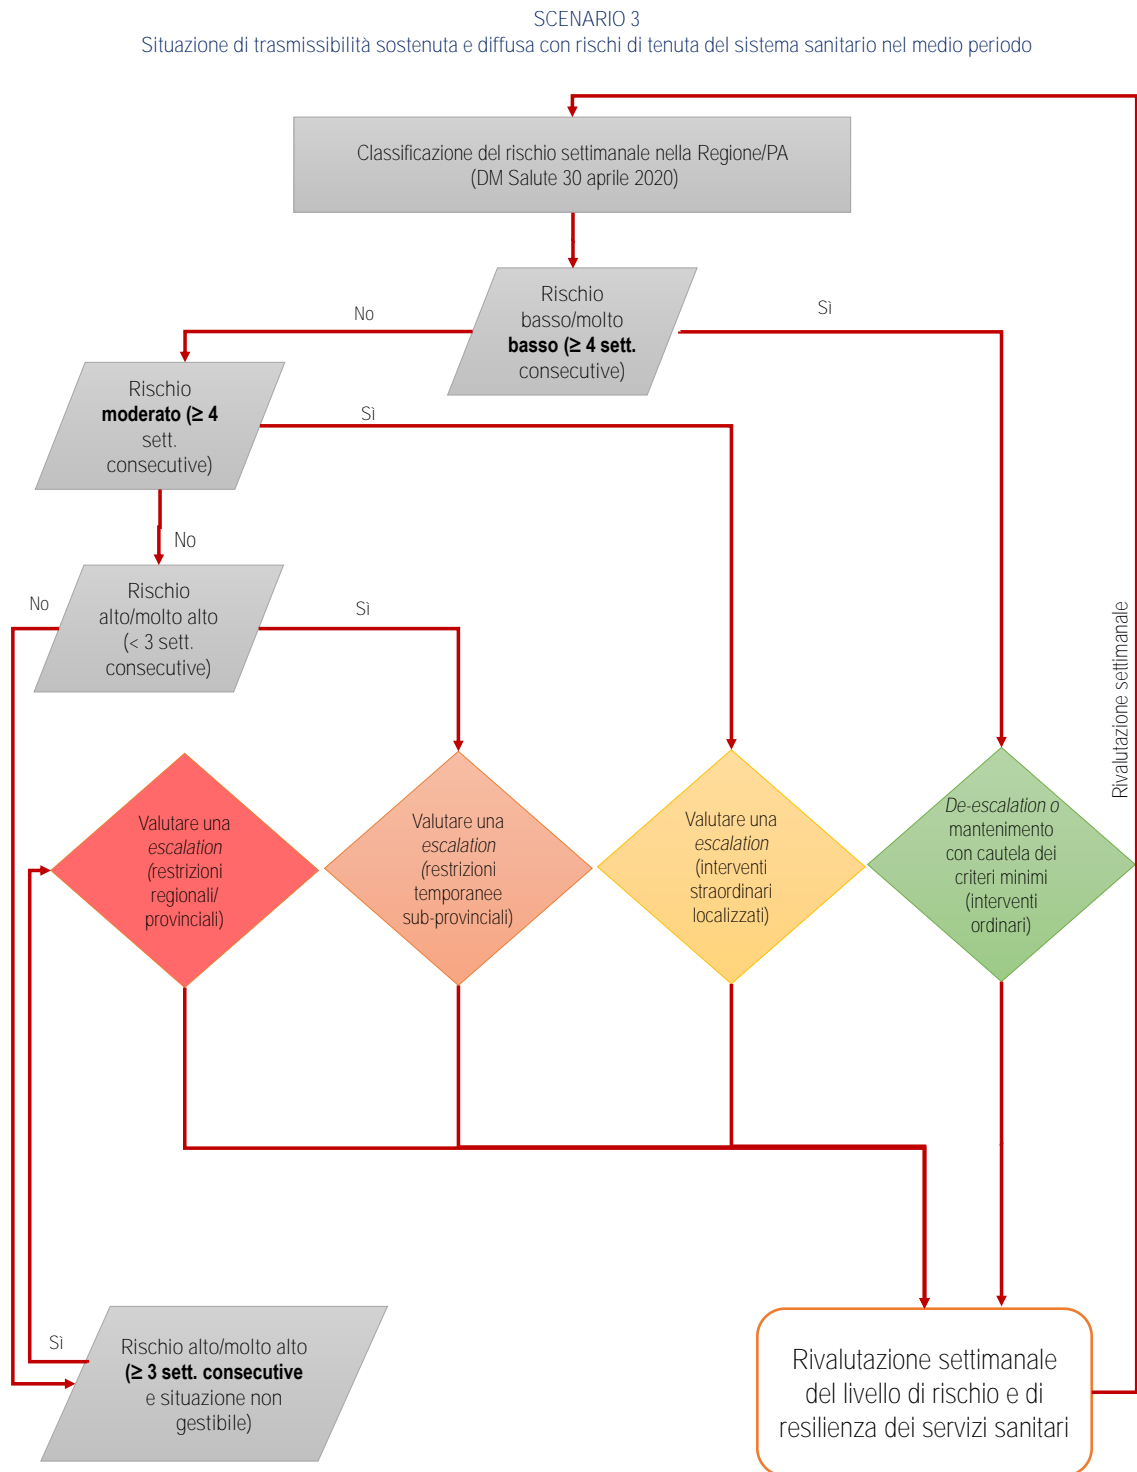 SCENARIO 3
Situazione di trasmissibilità sostenuta e diffusa con rischi di tenuta del sistema sanitario nel medio periodo
Classificazione del rischio settimanale nella Regione/PA
(DM Salute 30 aprile 2020)
Rischio
basso/molto
basso (≥ 4 sett.
consecutive)
No
Sì
Rischio
moderato (≥ 4
sett.
consecutive)
Sì
No
Rischio
alto/molto alto
(< 3 sett.
consecutive)
No
Sì
Rivalutazione settimanale
Valutare una
escalation
(restrizioni
regionali/
provinciali)
Valutare una
escalation
(restrizioni
temporanee
sub-provinciali)
Valutare una
escalation
(interventi
straordinari
localizzati)
De-escalation o
mantenimento
con cautela dei
criteri minimi
(interventi
ordinari)
Sì
Rischio alto/molto alto
(≥ 3 sett. consecutive
e situazione non
gestibile)
Rivalutazione settimanale
del livello di rischio e di
resilienza dei servizi sanitari